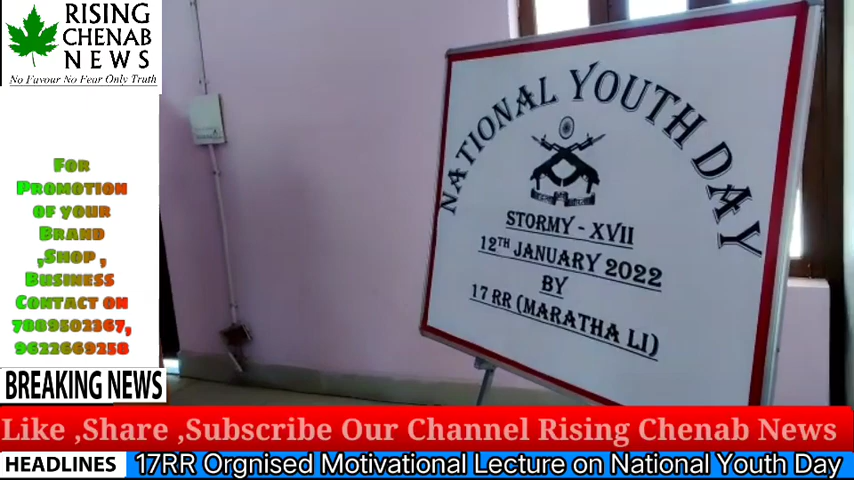 RISING
CHENAB
NEWS
No Favour No Fear Only Truth
For
Promotion
of your
Brand
,Shop ,
Business
Contact on
7889502267,
9622669258
BREAKING NEWS
NATIONAL YOUTH DAY
STORMY - XVII
12TH JANUARY 2022
BY
17 RR (MARATHA LI)
Like ,Share ,Subscribe Our Channel Rising Chenab News
HEADLINES
17RR Orgnised Motivational Lecture on National Youth Day